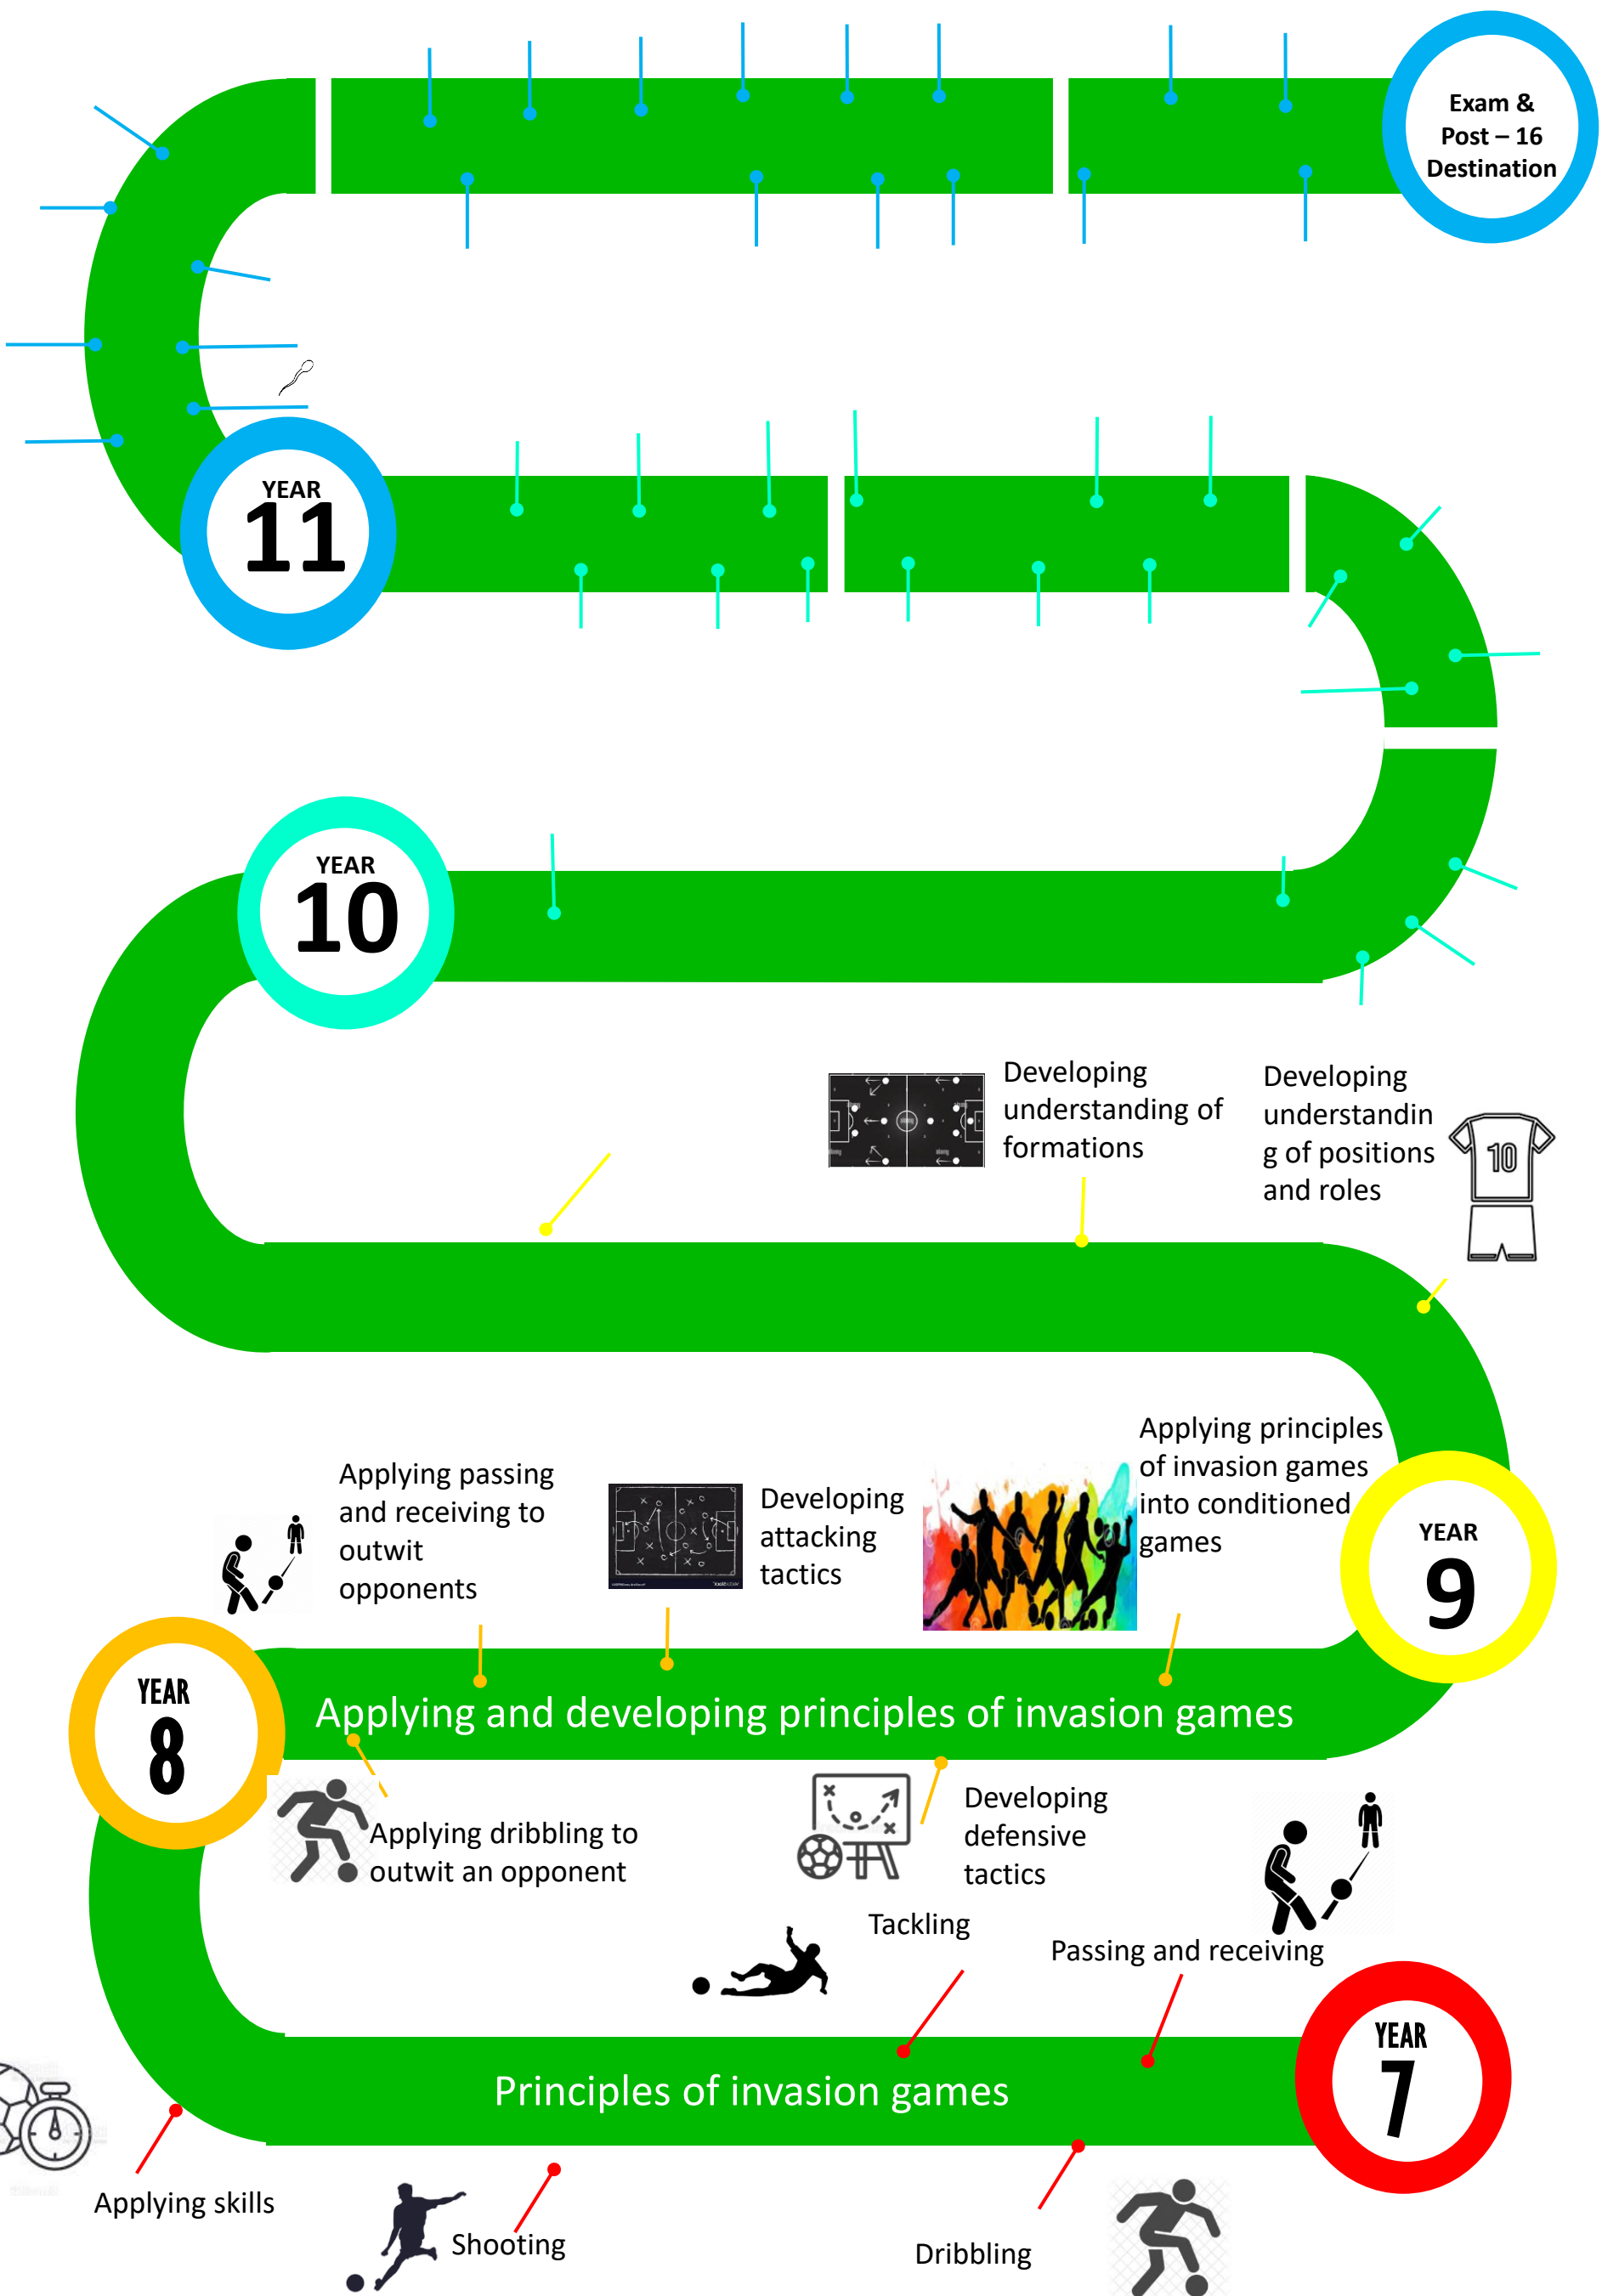 Exam &
Post – 16
Destination
YEAR
11
YEAR
10
Developing
understanding of
formations
Developing
understandin
g of positions
and roles
10
Applying principles
of invasion games
into conditioned
games
Applying passing
and receiving to
outwit
opponents
Developing
attacking
tactics
YEAR
9
YEAR
8
Applying and developing principles of invasion games
Applying dribbling to
outwit an opponent
Developing
defensive
tactics
Tackling
Passing and receiving
YEAR
7
Principles of invasion games
Applying skills
Shooting
Dribbling